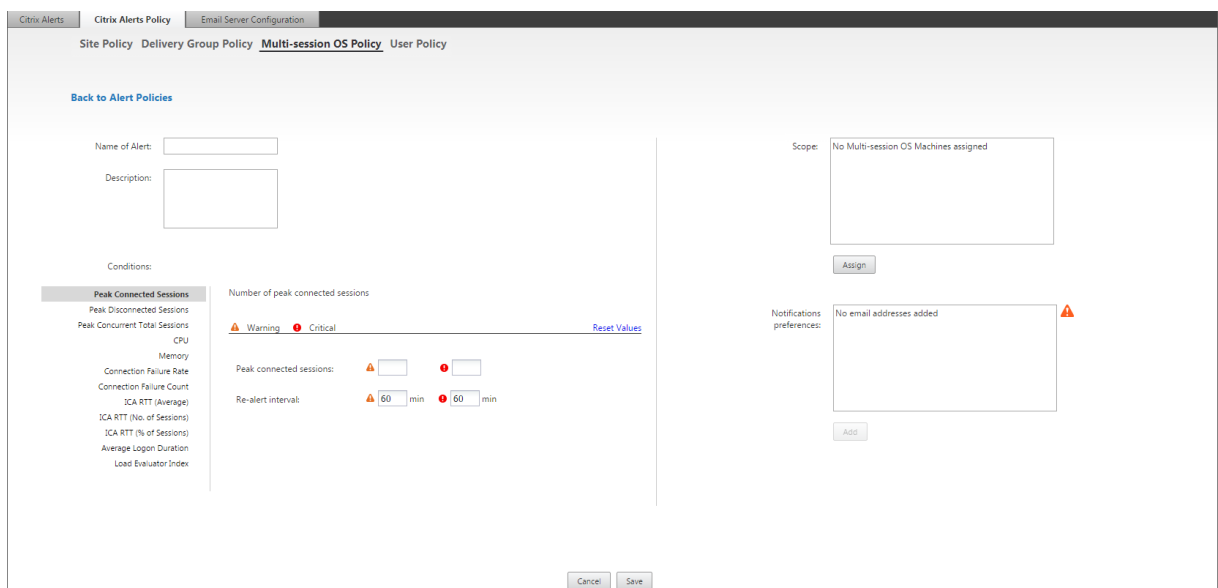 Citrix Alerts Citrix Alerts Policy Email Server Configuration
Site Policy Delivery Group Policy Multi-session OS Policy User Policy
Back to Alert Policies
Name of Alert:
Description:
Conditions:
Peak Connected Sessions
Peak Disconnected Sessions
Peak Concurrent Total Sessions
CPU
Memory
Connection Failure Rate
Connection Failure Count
ICA RTT (Average)
ICA RTT (No. of Sessions)
ICA RTT (% of Sessions)
Average Logon Duration
Load Evaluator Index
Number of peak connected sessions
Warning Critical Reset Values
Peak connected sessions:
Re-alert interval: 60 min 60 min
Scope: No Multi-session OS Machines assigned
Assign
Notifications preferences: No email addresses added
Add
Cancel Save